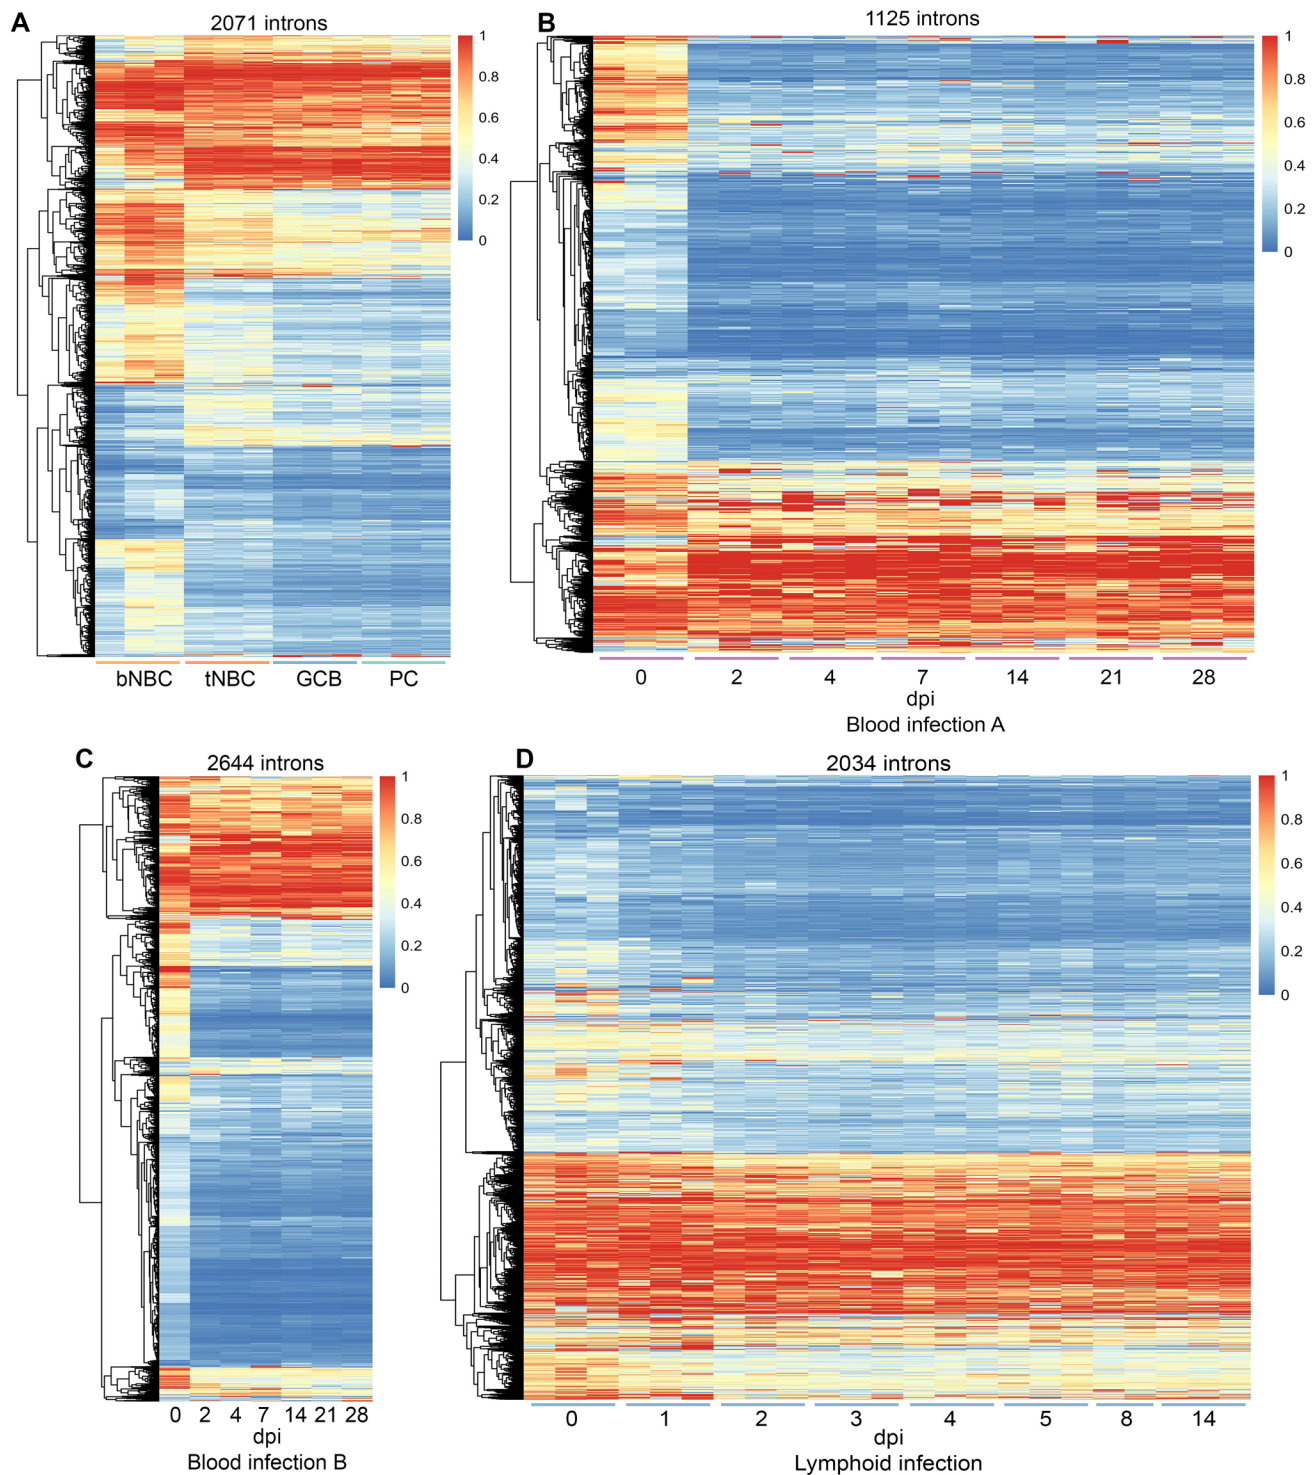 A
2071 introns
1
0.8
0.6
0.4
0.2
0
bNBC tNBC GCB PC
B
1125 introns
1
0.8
0.6
0.4
0.2
0
0 2 4 7 14 21 28
dpi
Blood infection A
C
2644 introns
1
0.8
0.6
0.4
0.2
0
0 2 4 7 14 21 28
dpi
Blood infection B
D
2034 introns
1
0.8
0.6
0.4
0.2
0
0 1 2 3 4 5 8 14
dpi
Lymphoid infection